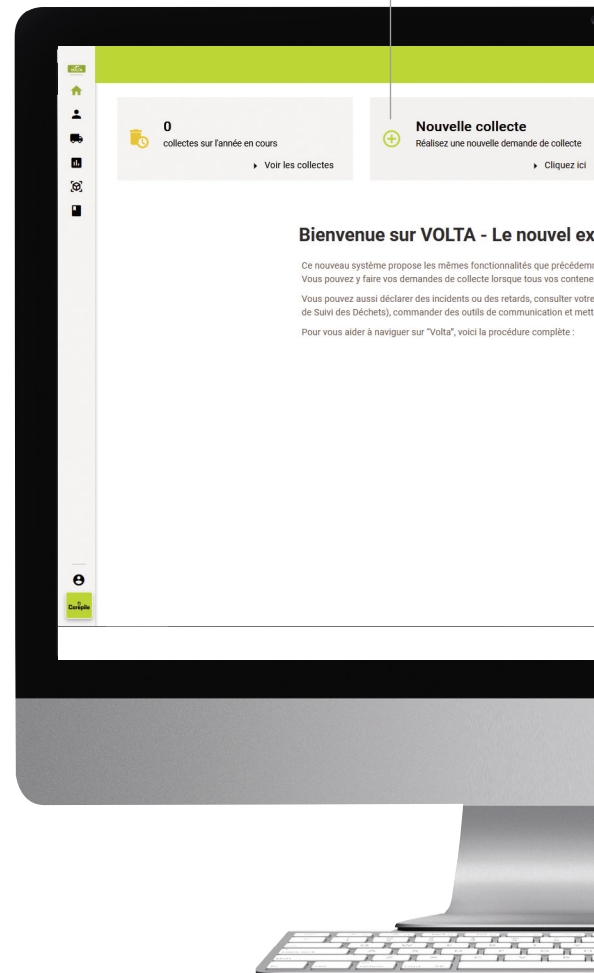 VOLTA
0
collectes sur l'année en cours
Voir les collectes
Nouvelle collecte
Réalisez une nouvelle demande de collecte
Cliquez ici
Bienvenue sur VOLTA - Le nouvel ex
Ce nouveau système propose les mêmes fonctionnalités que précédemm
Vous pouvez y faire vos demandes de collecte lorsque tous vos contene
Vous pouvez aussi déclarer des incidents ou des retards, consulter votre
de Suivi des Déchets), commander des outils de communication et mett
Pour vous aider à naviguer sur "Volta", voici la procédure complète :
Corepile